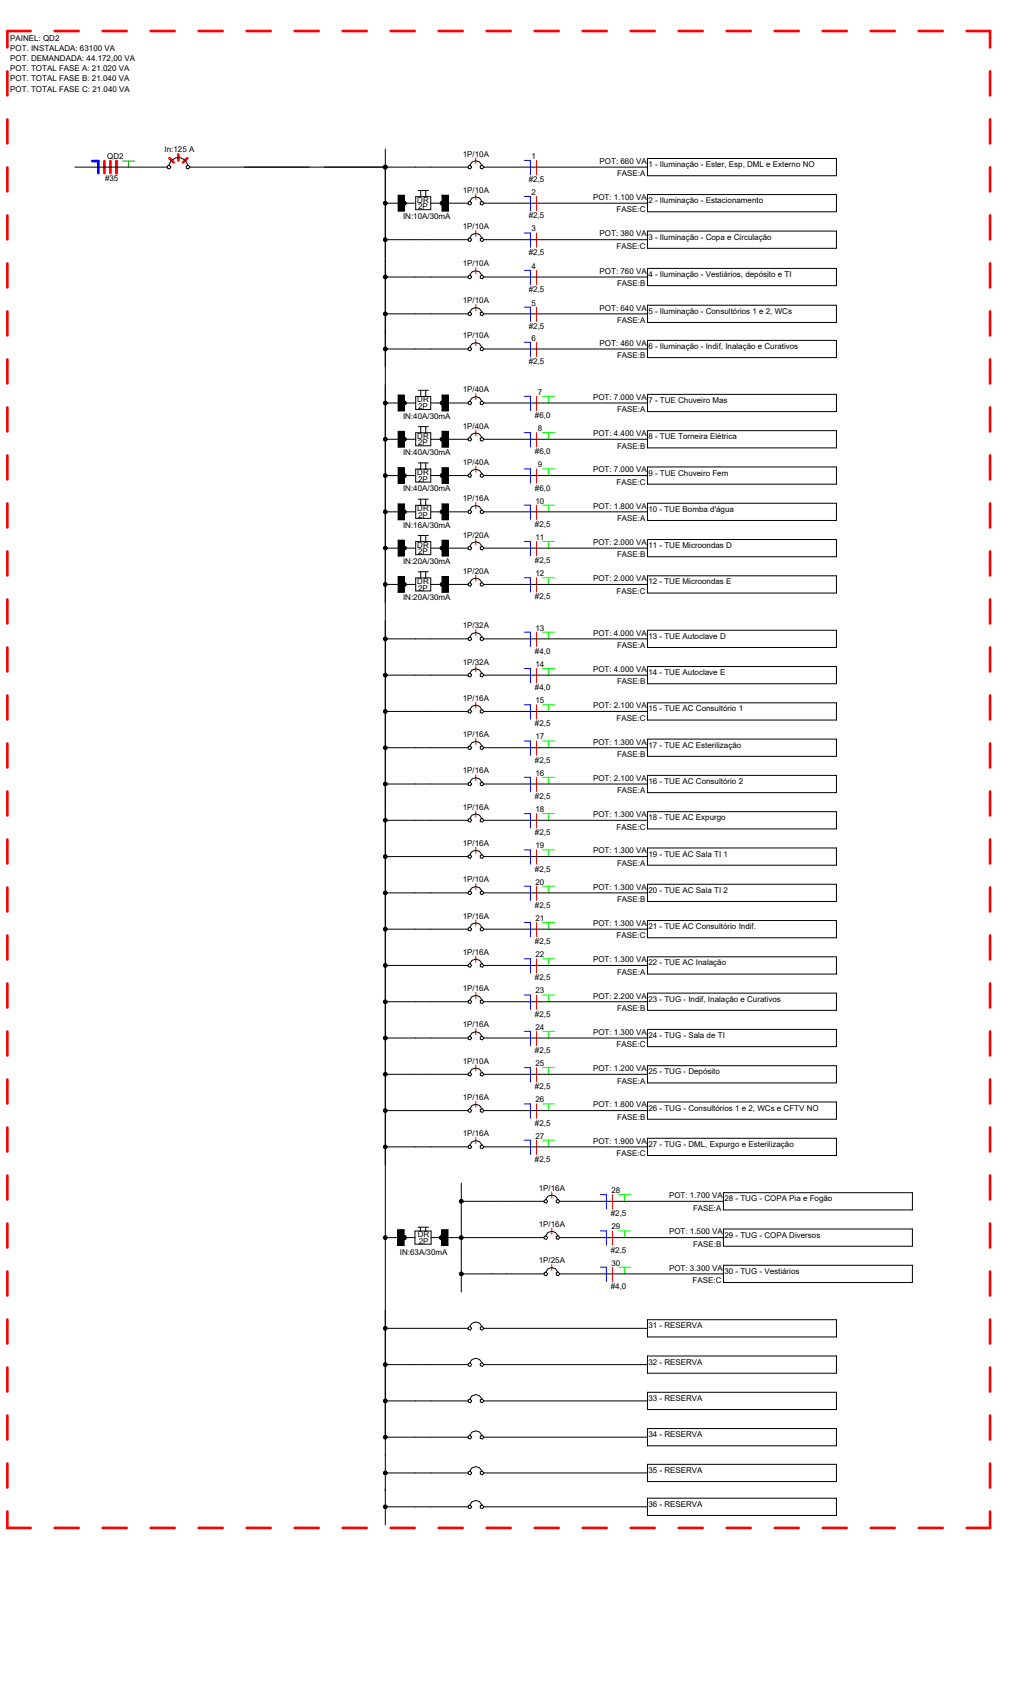 PAINEL: QD2
POT. INSTALADA: 63100 VA
POT. DEMANDADA: 44.172,00 VA
POT. TOTAL FASE A: 21.020 VA
POT. TOTAL FASE B: 21.040 VA
POT. TOTAL FASE C: 21.040 VA
QD2
#35
In:125 A
1P/10A
1
#2,5
POT: 660 VA
FASE:A
1 - Iluminação - Ester, Esp, DML e Externo NO
DR
2P
IN:10A/30mA
1P/10A
2
#2,5
POT: 1.100 VA
FASE:C
2 - Iluminação - Estacionamento
1P/10A
3
#2,5
POT: 380 VA
FASE:C
3 - Iluminação - Copa e Circulação
1P/10A
4
#2,5
POT: 760 VA
FASE:B
4 - Iluminação - Vestiários, depósito e TI
1P/10A
5
#2,5
POT: 640 VA
FASE:A
5 - Iluminação - Consultórios 1 e 2, WCs
1P/10A
6
#2,5
POT: 460 VA
FASE:B
6 - Iluminação - Indif, Inalação e Curativos
DR
2P
IN:40A/30mA
1P/40A
7
#6,0
POT: 7.000 VA
FASE:A
7 - TUE Chuveiro Mas
DR
2P
IN:40A/30mA
1P/40A
8
#6,0
POT: 4.400 VA
FASE:B
8 - TUE Torneira Elétrica
DR
2P
IN:40A/30mA
1P/40A
9
#6,0
POT: 7.000 VA
FASE:C
9 - TUE Chuveiro Fem
DR
2P
IN:16A/30mA
1P/16A
10
#2,5
POT: 1.800 VA
FASE:A
10 - TUE Bomba d'água
DR
2P
IN:20A/30mA
1P/20A
11
#2,5
POT: 2.000 VA
FASE:B
11 - TUE Microondas D
DR
2P
IN:20A/30mA
1P/20A
12
#2,5
POT: 2.000 VA
FASE:C
12 - TUE Microondas E
1P/32A
13
#4,0
POT: 4.000 VA
FASE:A
13 - TUE Autoclave D
1P/32A
14
#4,0
POT: 4.000 VA
FASE:B
14 - TUE Autoclave E
1P/16A
15
#2,5
POT: 2.100 VA
FASE:C
15 - TUE AC Consultório 1
1P/16A
17
#2,5
POT: 1.300 VA
FASE:B
17 - TUE AC Esterilização
1P/16A
16
#2,5
POT: 2.100 VA
FASE:A
16 - TUE AC Consultório 2
1P/16A
18
#2,5
POT: 1.300 VA
FASE:C
18 - TUE AC Expurgo
1P/16A
19
#2,5
POT: 1.300 VA
FASE:A
19 - TUE AC Sala TI 1
1P/10A
20
#2,5
POT: 1.300 VA
FASE:B
20 - TUE AC Sala TI 2
1P/16A
21
#2,5
POT: 1.300 VA
FASE:C
21 - TUE AC Consultório Indif.
1P/16A
22
#2,5
POT: 1.300 VA
FASE:A
22 - TUE AC Inalação
1P/16A
23
#2,5
POT: 2.200 VA
FASE:B
23 - TUG - Indif, Inalação e Curativos
1P/16A
24
#2,5
POT: 1.300 VA
FASE:C
24 - TUG - Sala de TI
1P/10A
25
#2,5
POT: 1.200 VA
FASE:A
25 - TUG - Depósito
1P/16A
26
#2,5
POT: 1.800 VA
FASE:B
26 - TUG - Consultórios 1 e 2, WCs e CFTV NO
1P/16A
27
#2,5
POT: 1.900 VA
FASE:C
27 - TUG - DML, Expurgo e Esterilização
1P/16A
28
#2,5
POT: 1.700 VA
FASE:A
28 - TUG - COPA Pia e Fogão
DR
2P
IN:63A/30mA
1P/16A
29
#2,5
POT: 1.500 VA
FASE:B
29 - TUG - COPA Diversos
1P/25A
30
#4,0
POT: 3.300 VA
FASE:C
30 - TUG - Vestiários
31 - RESERVA
32 - RESERVA
33 - RESERVA
34 - RESERVA
35 - RESERVA
36 - RESERVA